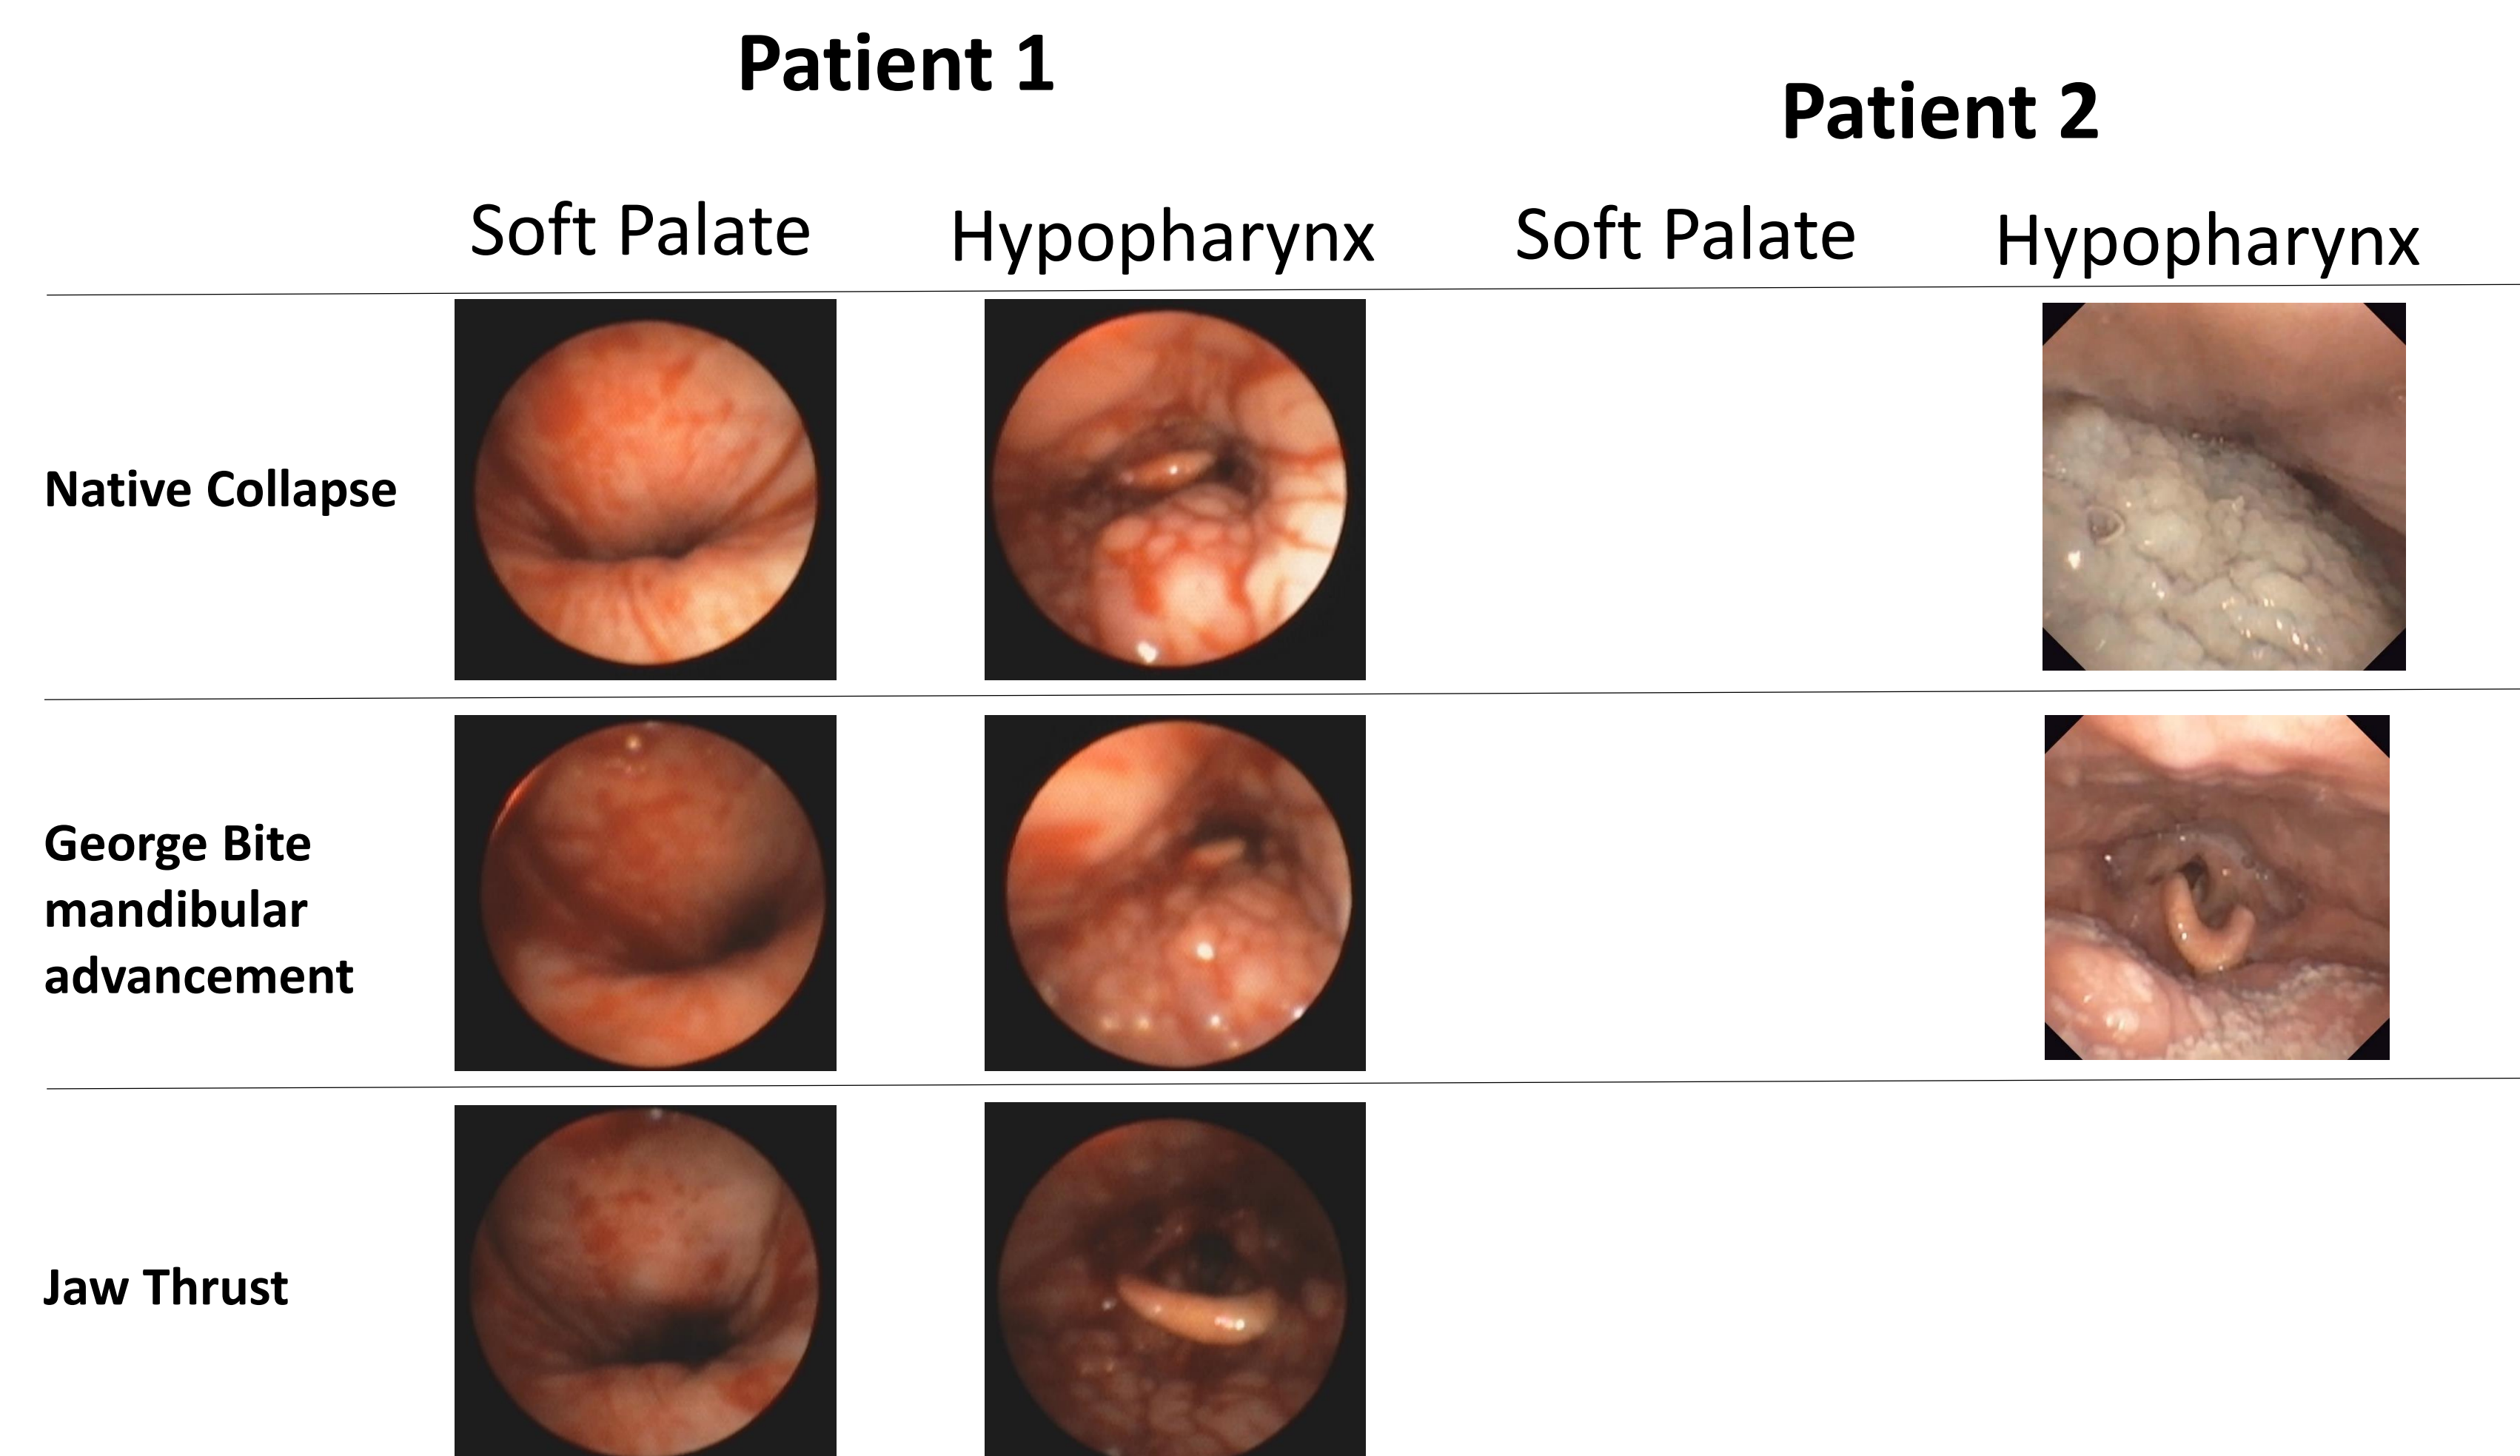 Patient 1
Patient 2
Soft Palate
Hypopharynx
Soft Palate
Hypopharynx
Native Collapse
George Bite
mandibular
advancement
Jaw Thrust